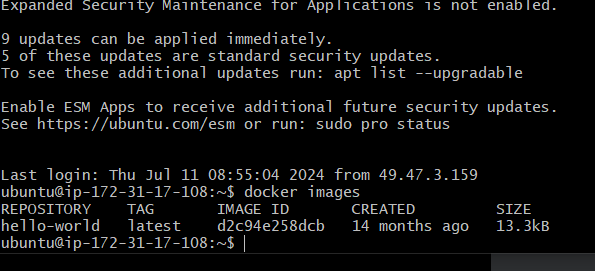 Expanded Security Maintenance for Applications is not enabled.
9 updates can be applied immediately.
5 of these updates are standard security updates.
To see these additional updates run: apt list --upgradable
Enable ESM Apps to receive additional future security updates.
See https://ubuntu.com/esm or run: sudo pro status
Last login: Thu Jul 11 08:55:04 2024 from 49.47.3.159
ubuntu@ip-172-31-17-108:~$ docker images
REPOSITORY    TAG       IMAGE ID       CREATED         SIZE
hello-world   latest    d2c94e258dcb   14 months ago   13.3kB
ubuntu@ip-172-31-17-108:~$